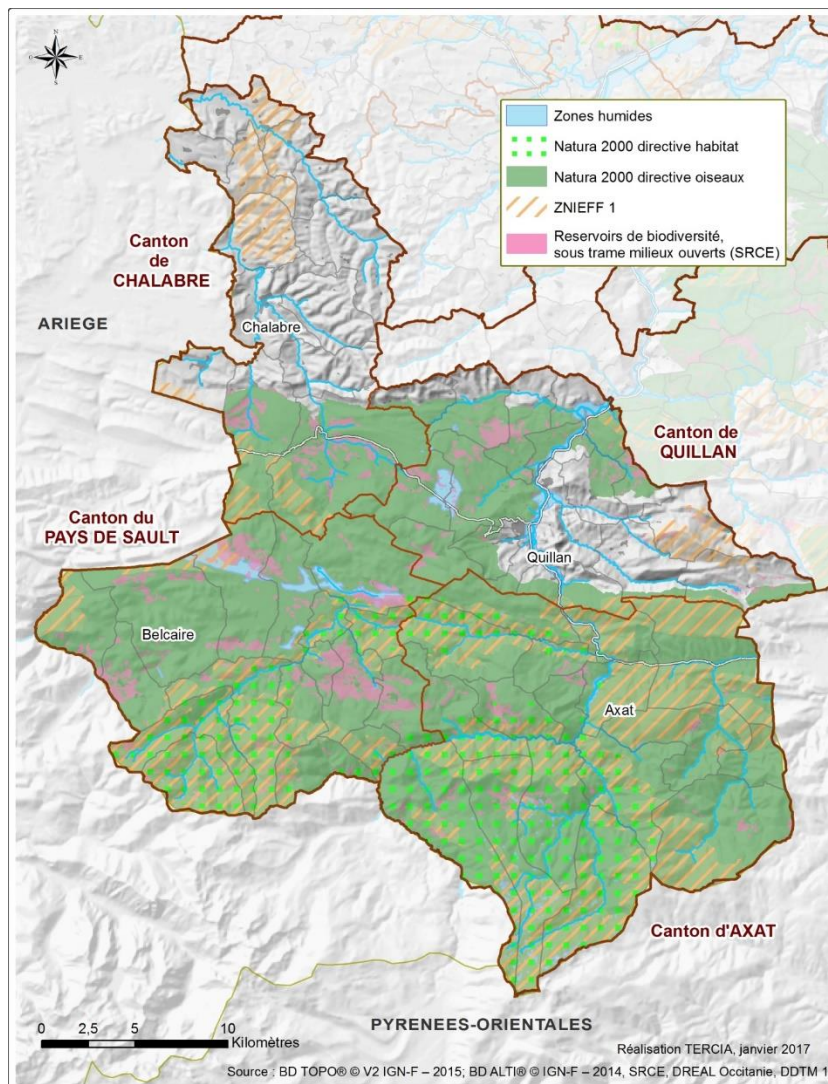 N
O
E
S
Zones humides
Natura 2000 directive habitat
Natura 2000 directive oiseaux
ZNIEFF 1
Reservoirs de biodiversité,
sous trame milieux ouverts (SRCE)
Canton
de
CHALABRE
ARIEGE
Chalabre
Canton de
QUILLAN
Canton du
PAYS DE SAULT
Quillan
Belcaire
Axat
Canton d'AXAT
0 2,5 5 10
Kilomètres
PYRENEES-ORIENTALES
Réalisation TERCIA, janvier 2017
Source : BD TOPO® © V2 IGN-F – 2015; BD ALTI® © IGN-F – 2014, SRCE, DREAL Occitanie, DDTM 1